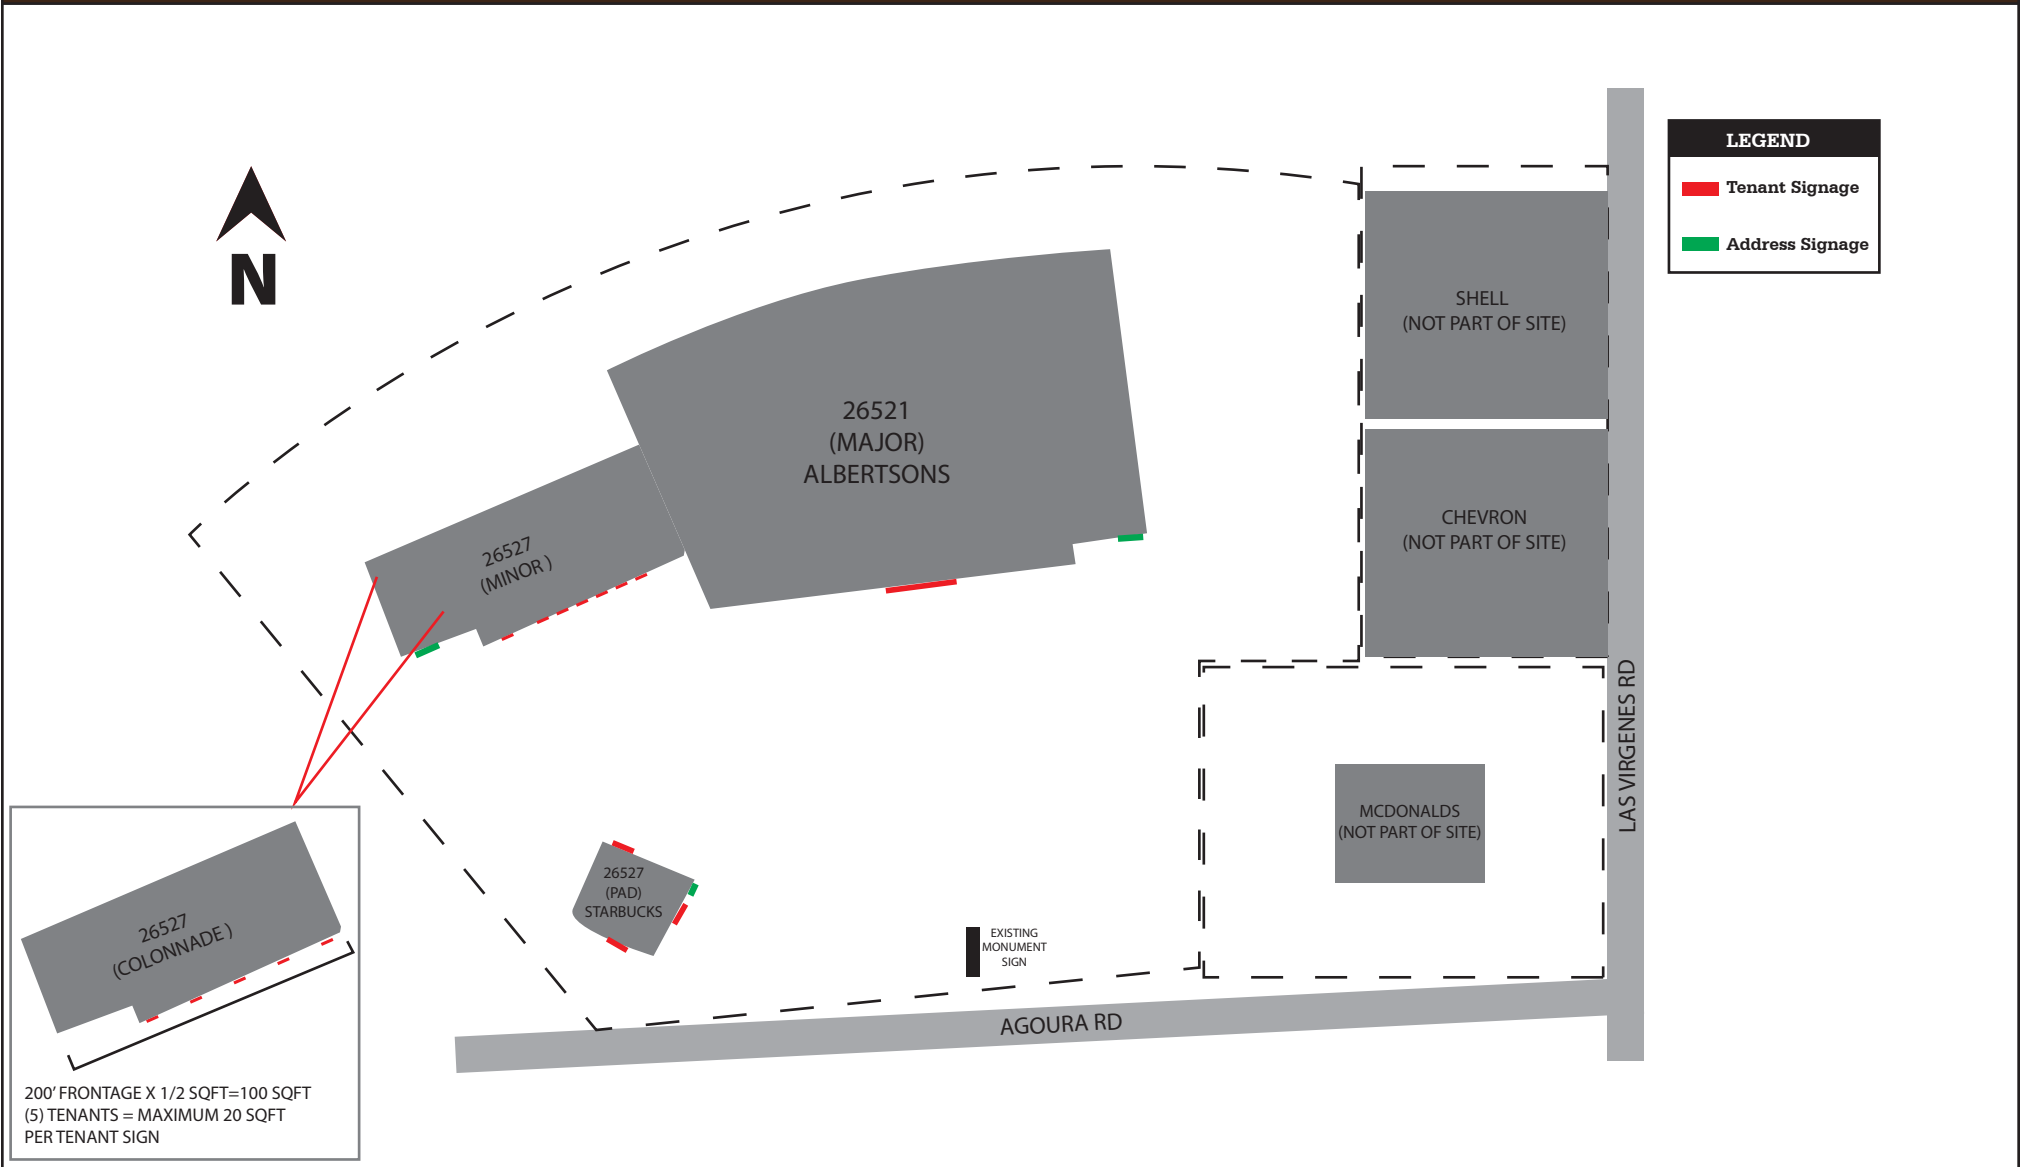 N
LEGEND
Tenant Signage
Address Signage
SHELL
(NOT PART OF SITE)
26521
(MAJOR)
ALBERTSONS
CHEVRON
(NOT PART OF SITE)
26527
(MINOR )
LAS VIRGENES RD
MCDONALDS
(NOT PART OF SITE)
26527
(PAD)
STARBUCKS
EXISTING
MONUMENT
SIGN
26527
(COLONNADE )
AGOURA RD
200' FRONTAGE X 1/2 SQFT=100 SQFT
(5) TENANTS = MAXIMUM 20 SQFT
PER TENANT SIGN